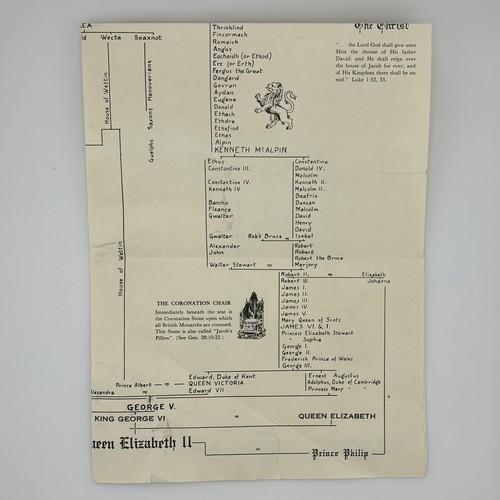 The Christ
Wecta Seaxnot
House of Wettin
Guelphs Saxons Hanoverians
House of Wettin
Thrinklind
Fincormach
Romaich
Angus
Eochaidh (or Ethod)
Erc (or Erth)
Fergus the Great
Dangard
Govran
Aydan
Eugene
Donald
Ethach
Ethdre
Ethafind
Ethas
Alpin
KENNETH McALPIN
". . . the Lord God shall give unto
Him the throne of His father
David: and He shall reign over
the house of Jacob for ever; and
of His Kingdom there shall be no
end." Luke 1:32, 33.
Ethus
Constantine III.
Constantine IV.
Kenneth IV
Bancho
Fleance
Gwalter
Gwalter
Alexander
John
Walter Stewart =
Rob't Bruce =
Constantine
Donald IV.
Malcolm
Kenneth II.
Malcolm II.
Beatrix
Duncan
Malcolm
David
Henry
David
Isobal
Robert
Robert
Robert the Bruce
Marjory
Robert II. = Elizabeth
Robert III. Johanna
James I.
James II.
James III
James IV
James V.
Mary Queen of Scots
JAMES VI. & I.
Princess Elizabeth Stewart
" Sophia
George I.
George II.
Frederick Prince of Wales
George III.
THE CORONATION CHAIR
Immediately beneath the seat is
the Coronation Stone upon which
all British Monarchs are crowned.
This Stone is also called "Jacob's
Pillow". (See Gen. 28:10-22.)
Edward, Duke of Kent
Prince Albert = QUEEN VICTORIA
Edward VII
Ernest Augustus
Adolphus, Duke of Cambridge
Princess Mary " "
GEORGE V.
KING GEORGE VI = QUEEN ELIZABETH
Elizabeth II
= Prince Philip